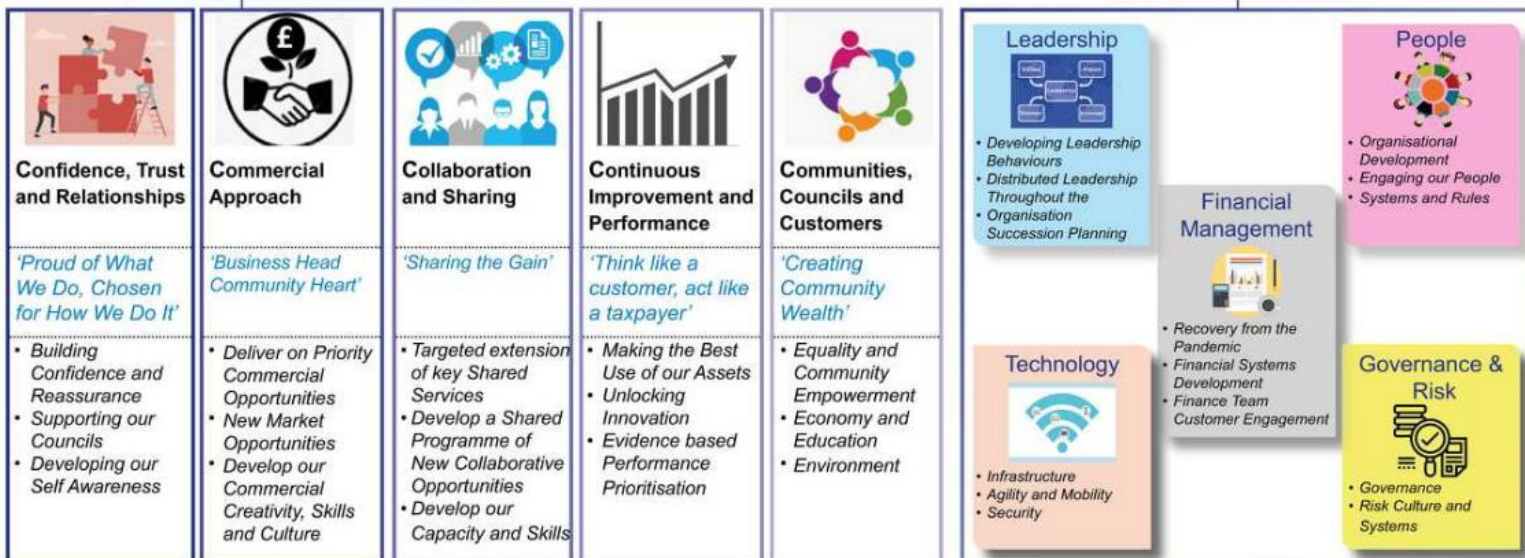 £
Confidence, Trust
and Relationships
'Proud of What
We Do, Chosen
for How We Do It'
• Building
Confidence and
Reassurance
• Supporting our
Councils
• Developing our
Self Awareness
Commercial
Approach
'Business Head
Community Heart'
• Deliver on Priority
Commercial
Opportunities
• New Market
Opportunities
• Develop our
Commercial
Creativity, Skills
and Culture
Collaboration
and Sharing
'Sharing the Gain'
• Targeted extension
of key Shared
Services
• Develop a Shared
Programme of
New Collaborative
Opportunities
• Develop our
Capacity and Skills
Continuous
Improvement and
Performance
'Think like a
customer, act like
a taxpayer'
• Making the Best
Use of our Assets
• Unlocking
Innovation
• Evidence based
Performance
Prioritisation
Communities,
Councils and
Customers
'Creating
Community
Wealth'
• Equality and
Community
Empowerment
• Economy and
Education
• Environment
Leadership
• Developing Leadership
Behaviours
• Distributed Leadership
Throughout the
• Organisation
Succession Planning
People
• Organisational
Development
• Engaging our People
• Systems and Rules
Financial
Management
• Recovery from the
Pandemic
• Financial Systems
Development
• Finance Team
Customer Engagement
Technology
• Infrastructure
• Agility and Mobility
• Security
Governance &
Risk
• Governance
• Risk Culture and
Systems